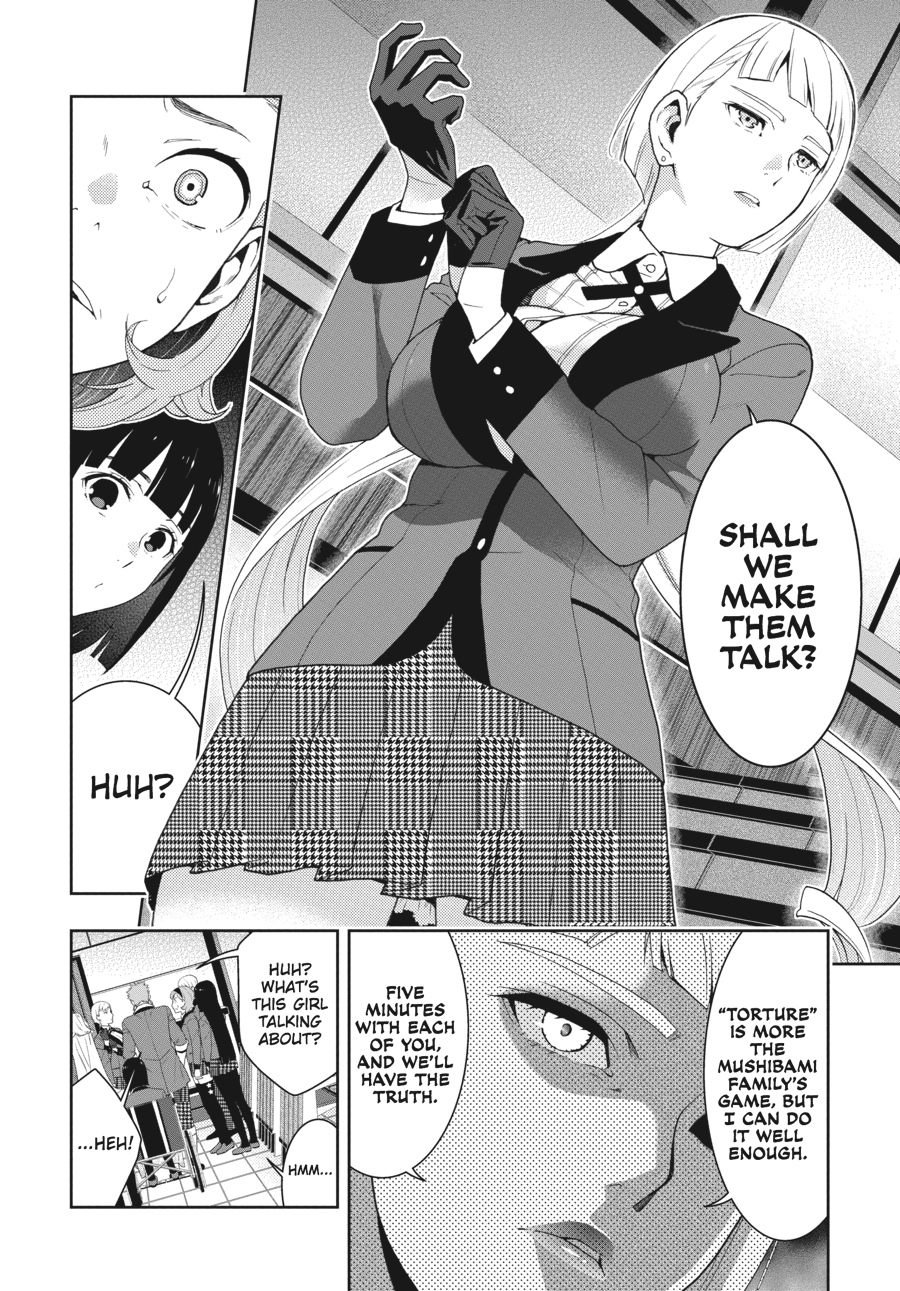 SHALL
WE
MAKE
THEM
TALK?
HUH?
"TORTURE"
IS MORE
THE
MUSHIBAMI
FAMILY'S
GAME, BUT
I CAN DO
IT WELL
ENOUGH.
FIVE
MINUTES
WITH EACH
OF YOU,
AND WE'LL
HAVE THE
TRUTH.
HUH?
WHAT'S
THIS GIRL
TALKING
ABOUT?
HMM...
...HEH!